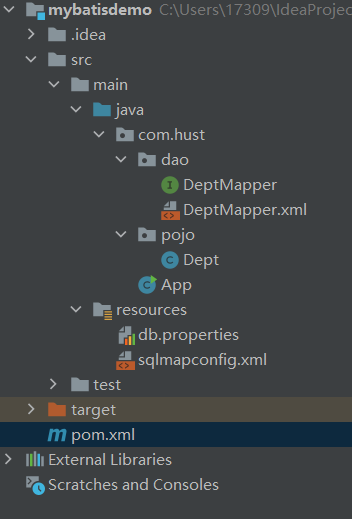 mybatisdemo C:\Users\17309\IdeaProjec
.idea
src
main
java
com.hust
dao
I DeptMapper
DeptMapper.xml
pojo
C Dept
C App
resources
db.properties
sqlmapconfig.xml
test
target
m pom.xml
External Libraries
Scratches and Consoles